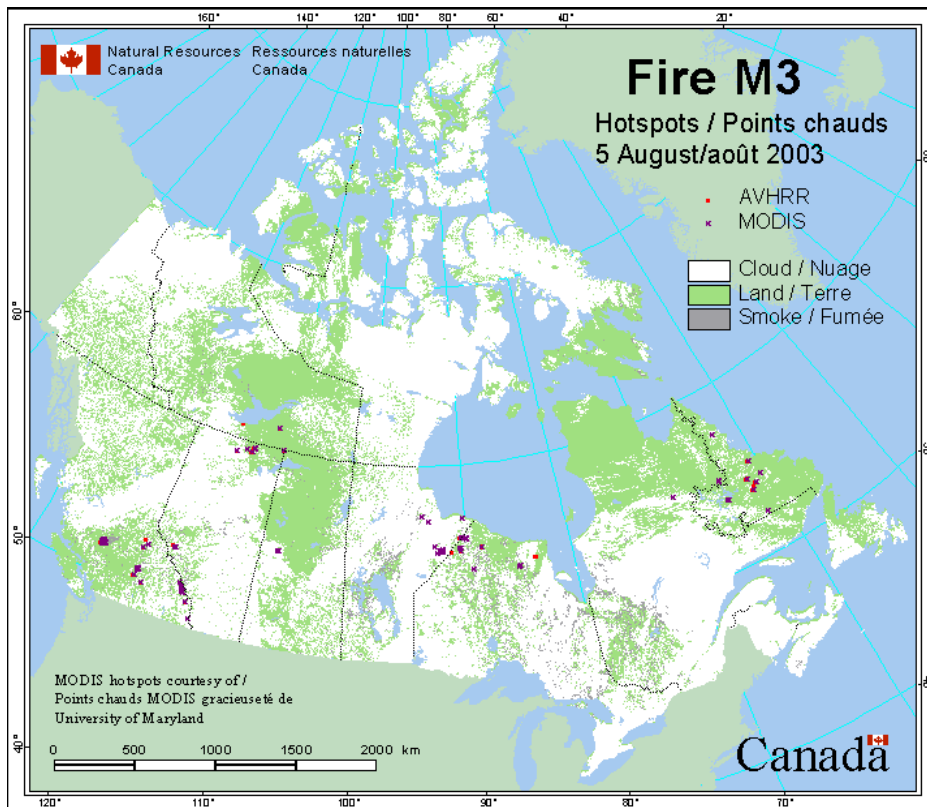 160° 140° 120° 100° 80° 60° 40° 20°
Natural Resources Ressources naturelles
Canada Canada
Fire M3
Hotspots / Points chauds
5 August/août 2003
AVHRR
MODIS
Cloud / Nuage
Land / Terre
Smoke / Fumée
60°
50°
40°
MODIS hotspots courtesy of /
Points chauds MODIS gracieuseté de
University of Maryland
0 500 1000 1500 2000 km
Canada
120° 110° 100° 90° 80° 70°